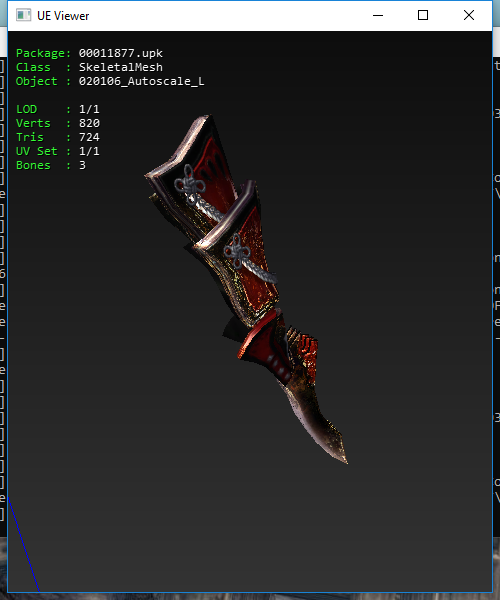 UE Viewer
Package: 00011877.upk
Class : SkeletalMesh
Object : 020106_Autoscale_L
LOD : 1/1
Verts : 820
Tris : 724
UV Set : 1/1
Bones : 3